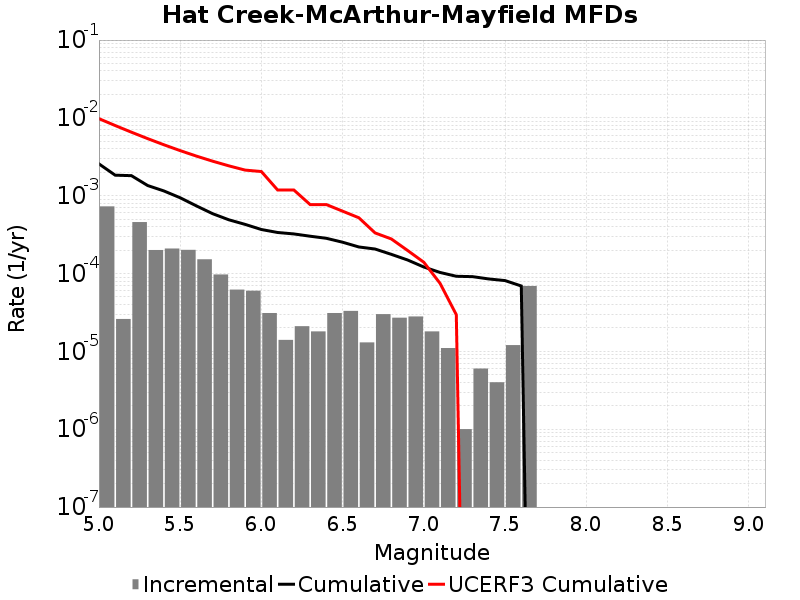 Hat Creek-McArthur-Mayfield MFDs
10-1
10-2
10-3
10-4
10-5
10-6
10-7
Rate (1/yr)
5.0 5.5 6.0 6.5 7.0 7.5 8.0 8.5 9.0
Magnitude
Incremental Cumulative UCERF3 Cumulative